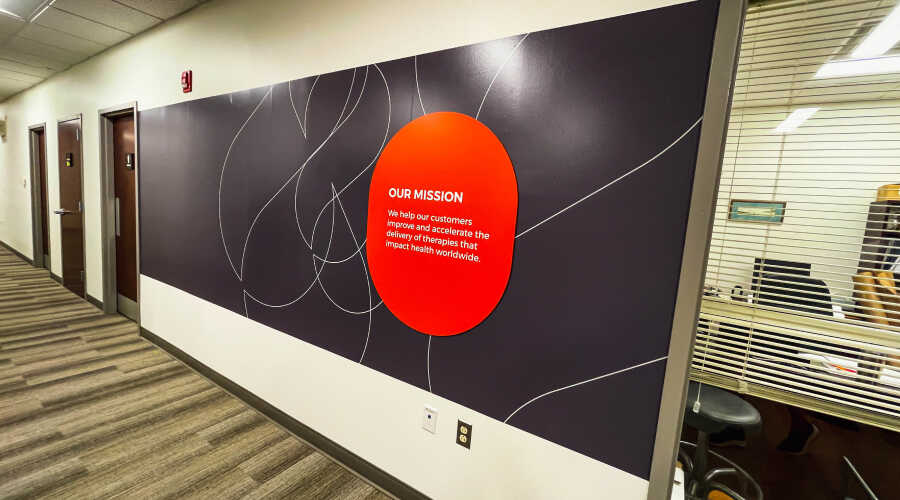 OUR MISSION
We help our customers
improve and accelerate the
delivery of therapies that
impact health worldwide.